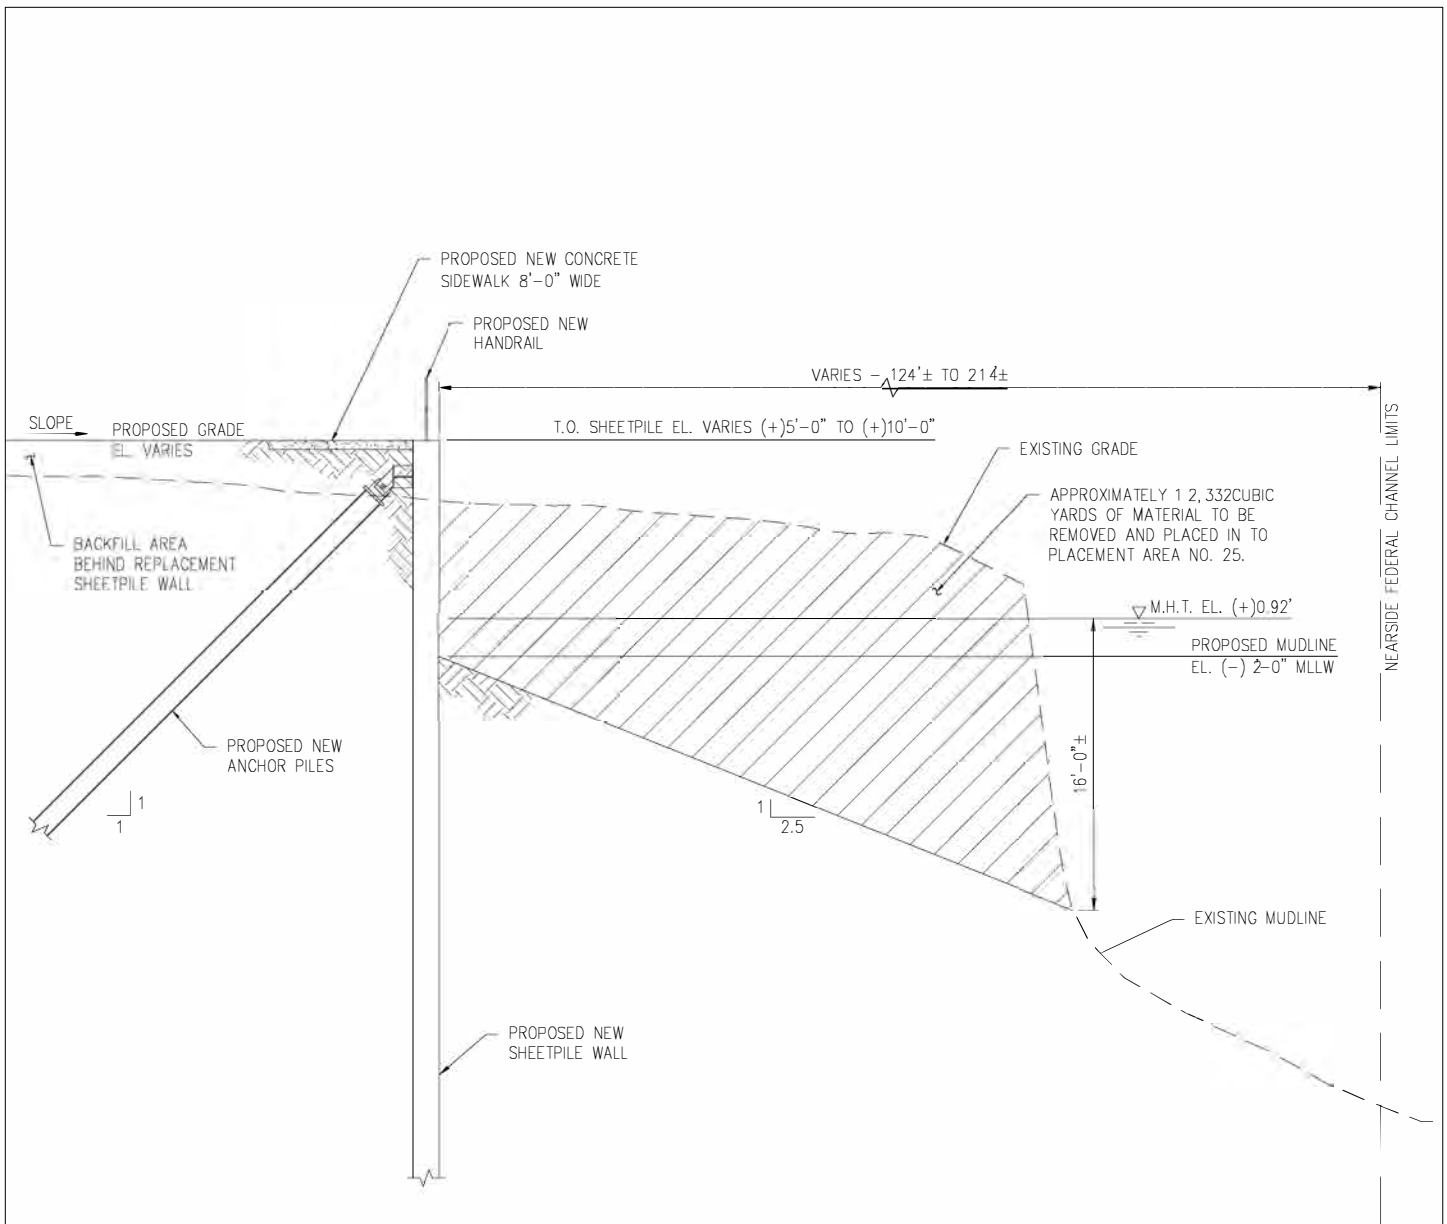 PROPOSED NEW CONCRETE
SIDEWALK 8'-0" WIDE
PROPOSED NEW
HANDRAIL
VARIES - 124'± TO 214'±
SLOPE
PROPOSED GRADE
EL. VARIES
T.O. SHEETPILE EL. VARIES (+)5'-0" TO (+)10'-0"
EXISTING GRADE
NEARSIDE FEDERAL CHANNEL LIMITS
APPROXIMATELY 1 2,332CUBIC
YARDS OF MATERIAL TO BE
REMOVED AND PLACED IN TO
PLACEMENT AREA NO. 25.
BACKFILL AREA
BEHIND REPLACEMENT
SHEETPILE WALL
M.H.T. EL. (+)0.92'
PROPOSED MUDLINE
EL. (-) 2'-0" MLLW
16'-0"±
PROPOSED NEW
ANCHOR PILES
1
1
1
2.5
EXISTING MUDLINE
PROPOSED NEW
SHEETPILE WALL